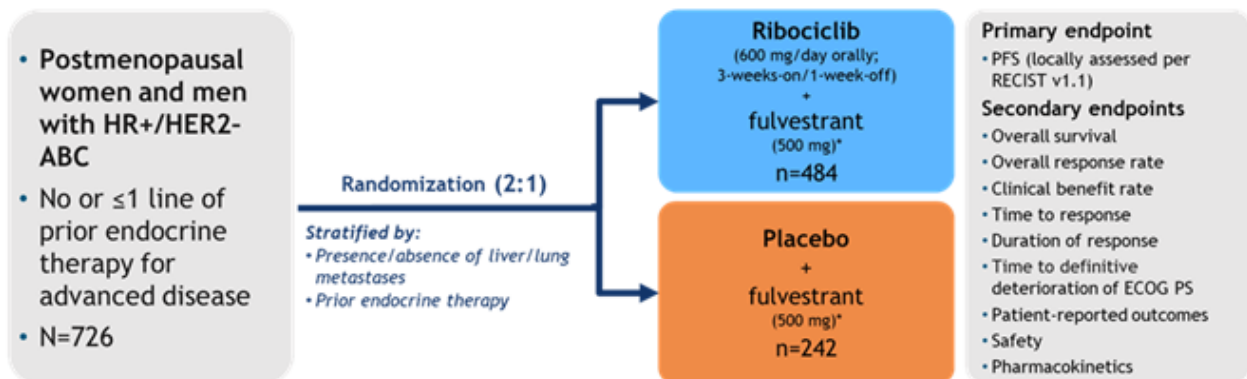 • Postmenopausal
women and men
with HR+/HER2-
ABC
• No or ≤1 line of
prior endocrine
therapy for
advanced disease
• N=726
Randomization (2:1)
Stratified by:
• Presence/absence of liver/lung
metastases
• Prior endocrine therapy
Ribociclib
(600 mg/day orally;
3-weeks-on/1-week-off)
+
fulvestrant
(500 mg)*
n=484
Placebo
+
fulvestrant
(500 mg)*
n=242
Primary endpoint
• PFS (locally assessed per
RECIST v1.1)
Secondary endpoints
• Overall survival
• Overall response rate
• Clinical benefit rate
• Time to response
• Duration of response
• Time to definitive
deterioration of ECOG PS
• Patient-reported outcomes
• Safety
• Pharmacokinetics